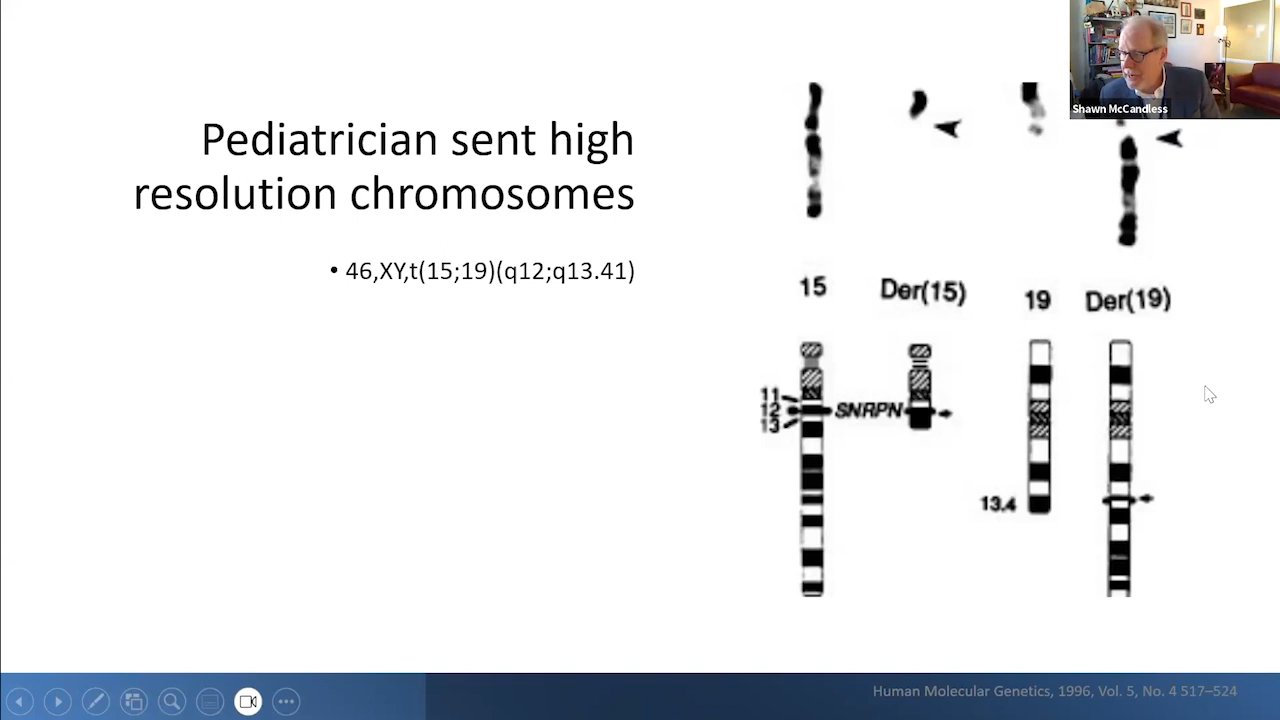 Shawn McCandless
Pediatrician sent high
resolution chromosomes
• 46,XY,t(15;19)(q12;q13.41)
15 Der(15) 19 Der(19)
11
12
13
SNRPN
13.4
Human Molecular Genetics, 1996, Vol. 5, No. 4 517–524